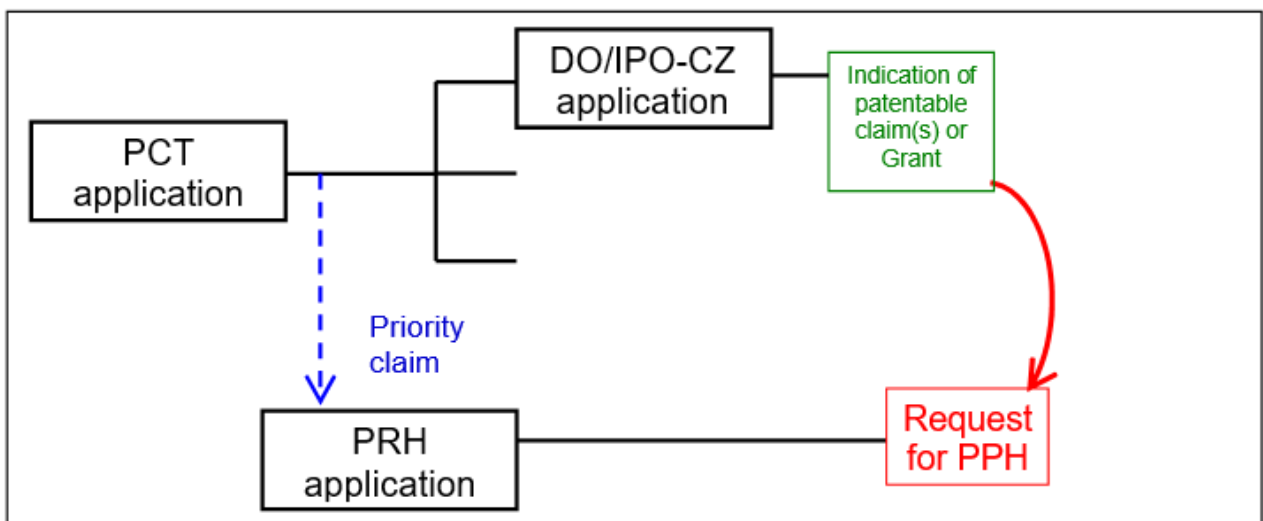 DO/IPO-CZ
application
Indication of
patentable
claim(s) or
Grant
PCT
application
Priority
claim
PRH
application
Request
for PPH